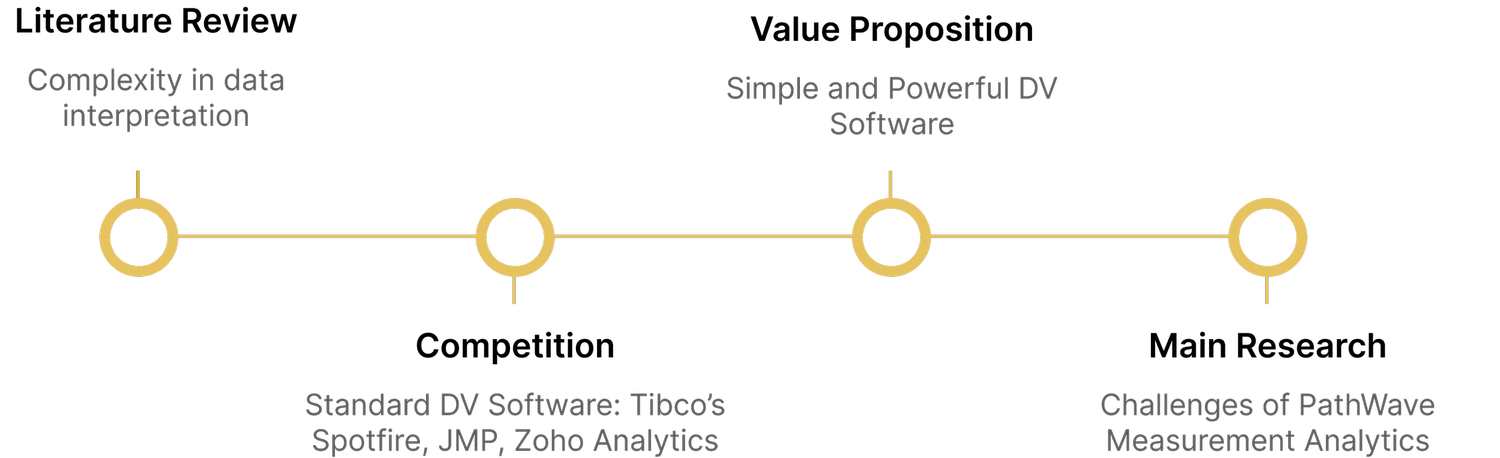 Literature Review
Complexity in data
interpretation
Competition
Standard DV Software: Tibco’s
Spotfire, JMP, Zoho Analytics
Value Proposition
Simple and Powerful DV
Software
Main Research
Challenges of PathWave
Measurement Analytics